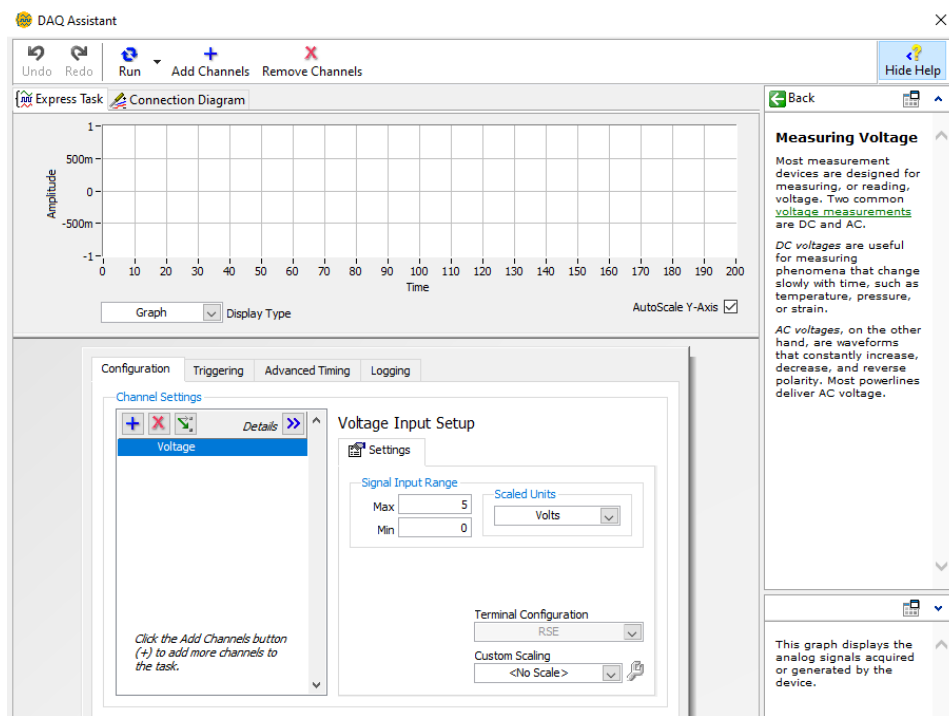 DAQ Assistant
Undo Redo Run Add Channels Remove Channels Hide Help
Express Task Connection Diagram
Back
1
500m
0
-500m
-1
Amplitude
0 10 20 30 40 50 60 70 80 90 100 110 120 130 140 150 160 170 180 190 200
Time
Graph Display Type AutoScale Y-Axis
Configuration Triggering Advanced Timing Logging
Channel Settings
Details
Voltage
Click the Add Channels button
(+) to add more channels to
the task.
Voltage Input Setup
Settings
Signal Input Range
Max 5
Min 0
Scaled Units
Volts
Terminal Configuration
RSE
Custom Scaling
<No Scale>
Measuring Voltage
Most measurement
devices are designed for
measuring, or reading,
voltage. Two common
voltage measurements
are DC and AC.
DC voltages are useful
for measuring
phenomena that change
slowly with time, such as
temperature, pressure,
or strain.
AC voltages, on the other
hand, are waveforms
that constantly increase,
decrease, and reverse
polarity. Most powerlines
deliver AC voltage.
This graph displays the
analog signals acquired
or generated by the
device.